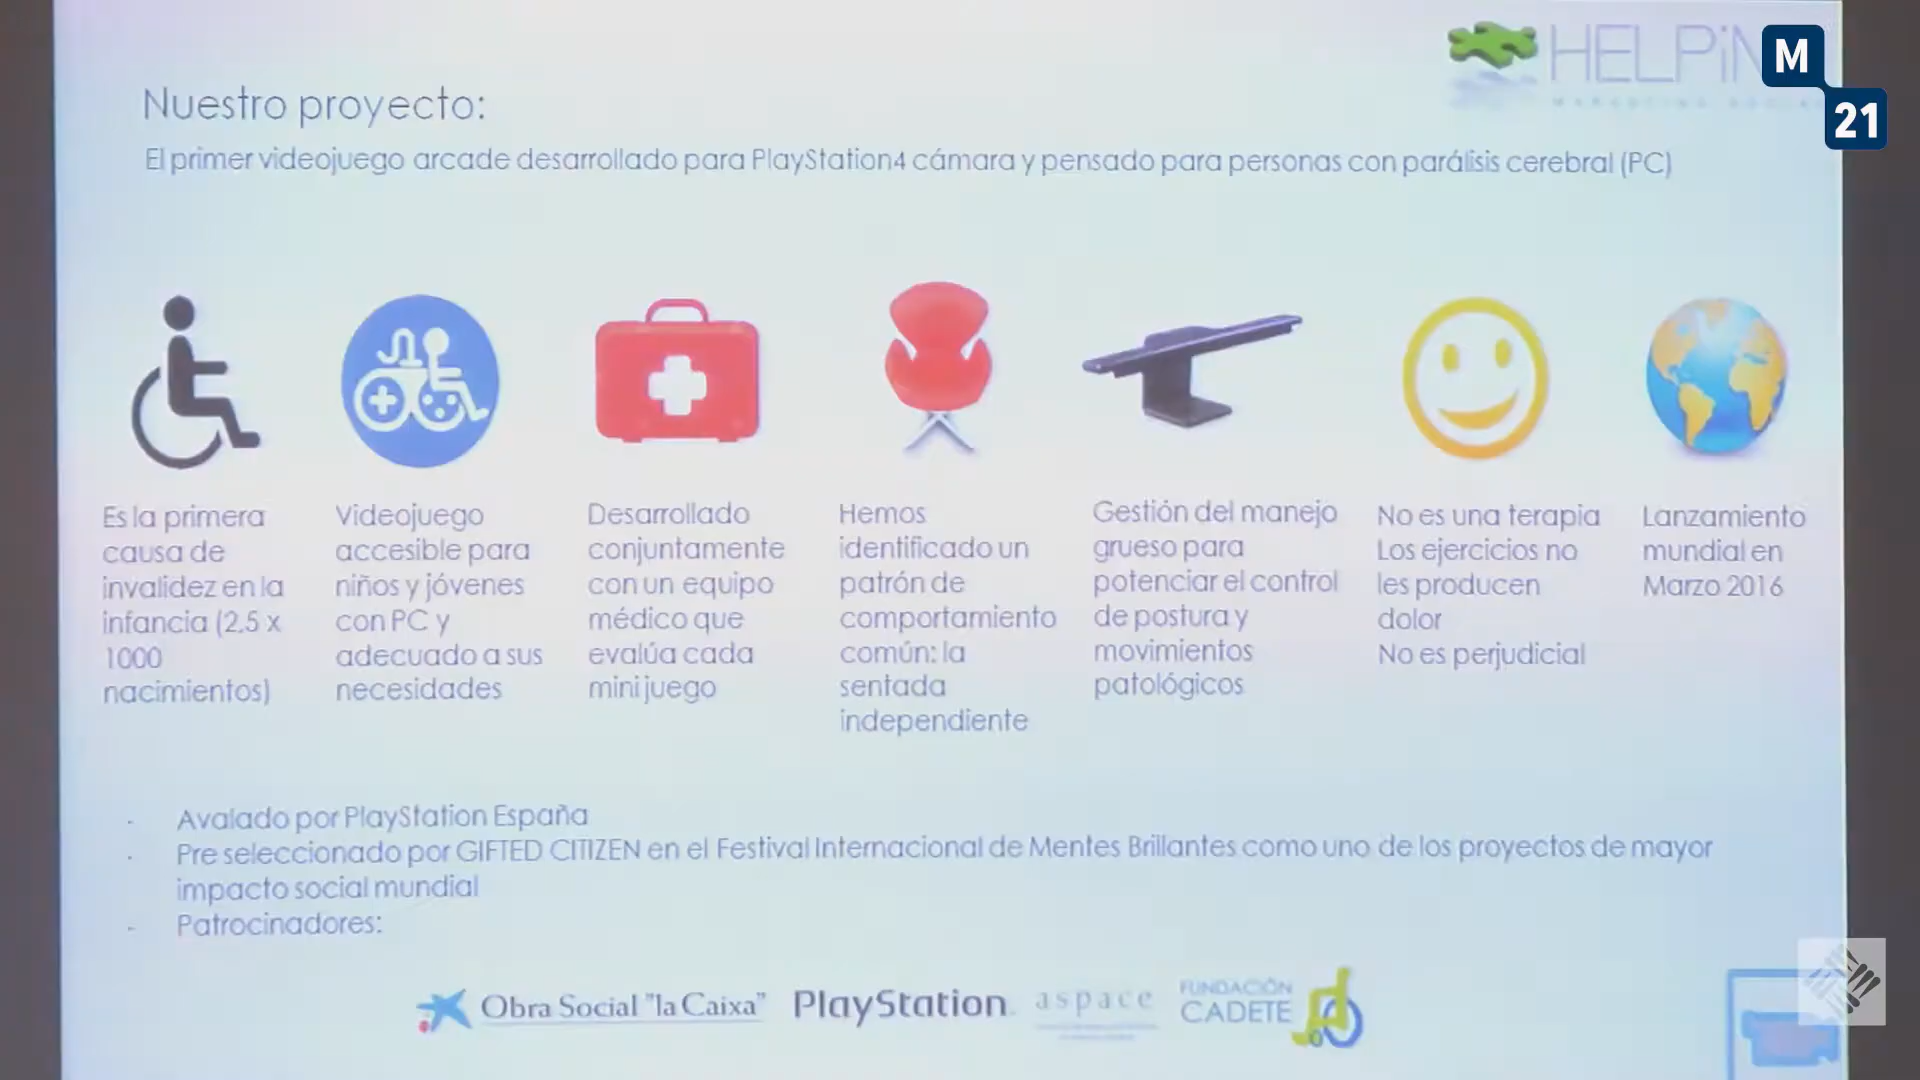 M
21
Nuestro proyecto:
El primer videojuego arcade desarrollado para PlayStation4 cámara y pensado para personas con parálisis cerebral (PC)
Es la primera
causa de
invalidez en la
infancia (2,5 x
1000
nacimientos)
Videojuego
accesible para
niños y jóvenes
con PC y
adecuado a sus
necesidades
Desarrollado
conjuntamente
con un equipo
médico que
evalúa cada
mini juego
Hemos
identificado un
patrón de
comportamiento
común: la
sentada
independiente
Gestión del manejo
grueso para
potenciar el control
de postura y
movimientos
patológicos
No es una terapia
Los ejercicios no
les producen
dolor
No es perjudicial
Lanzamiento
mundial en
Marzo 2016
- Avalado por PlayStation España
- Pre seleccionado por GIFTED CITIZEN en el Festival Internacional de Mentes Brillantes como uno de los proyectos de mayor
impacto social mundial
- Patrocinadores:
Obra Social "la Caixa"
PlayStation
aspace
FUNDACIÓN
CADETE